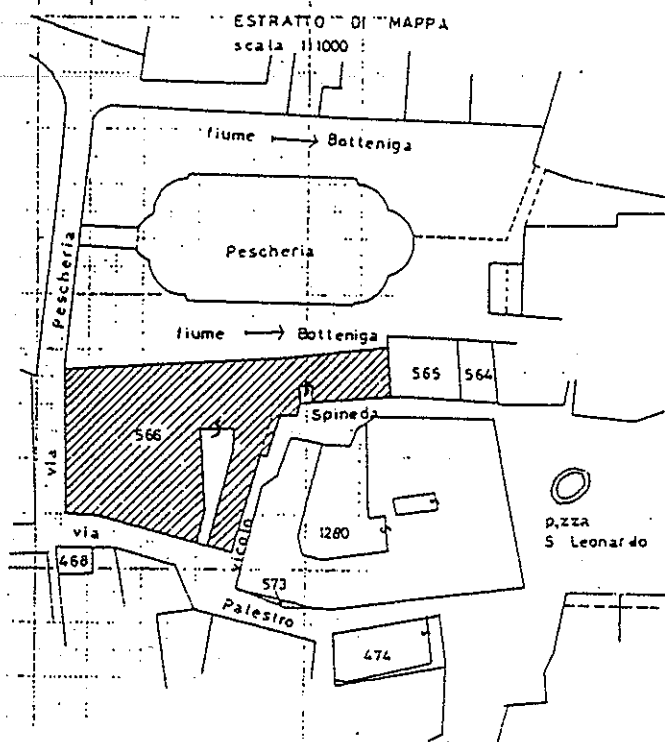 ESTRATTO DI MAPPA
scala 1:1000
fiume → Botteniga
Pescheria
via Pescheria
fiume → Botteniga
565
564
Spineda
566
vicolo
via
468
1280
p.zza
S Leonardo
573
Palestro
474